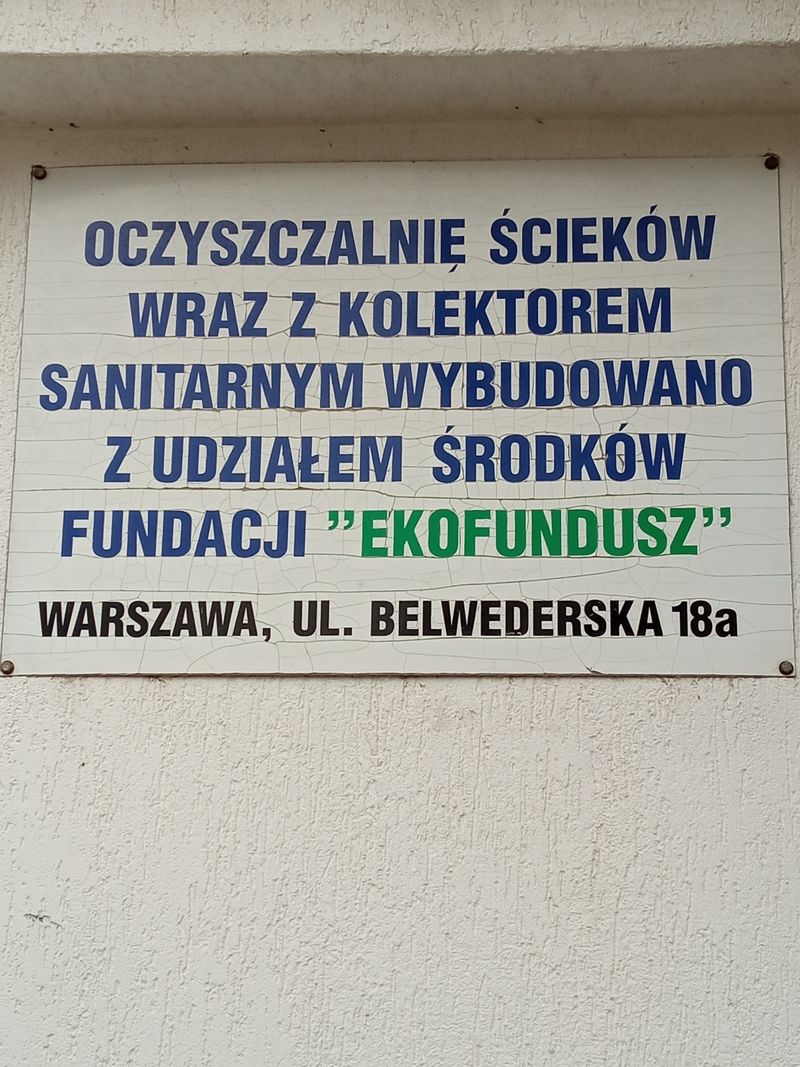 OCZYSZCZALNIĘ ŚCIEKÓW
WRAZ Z KOLEKTOREM
SANITARNYM WYBUDOWANO
Z UDZIAŁEM ŚRODKÓW
FUNDACJI ”EKOFUNDUSZ”
WARSZAWA, UL. BELWEDERSKA 18a